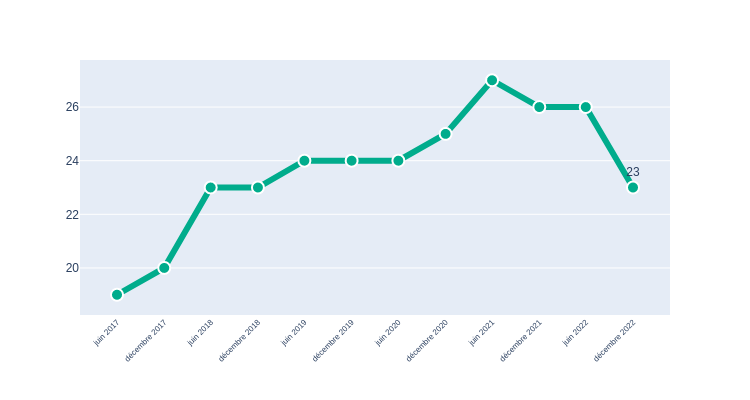 26
24
22
20
23
juin 2017
décembre 2017
juin 2018
décembre 2018
juin 2019
décembre 2019
juin 2020
décembre 2020
juin 2021
décembre 2021
juin 2022
décembre 2022